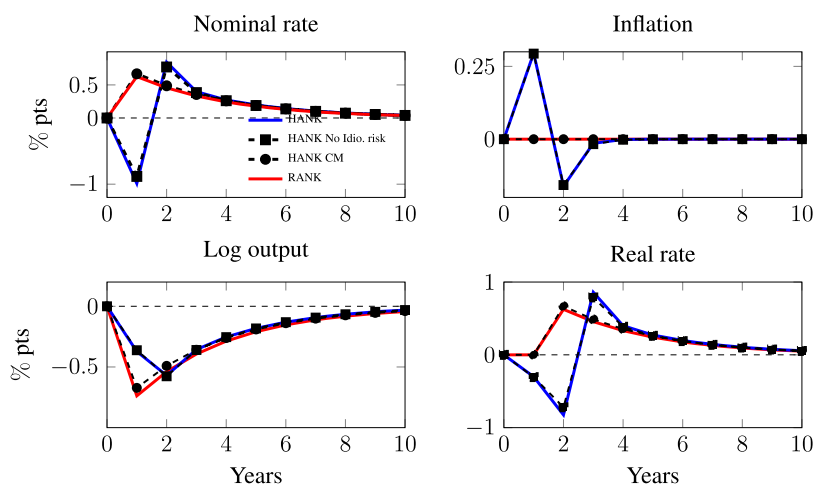 Nominal rate
Inflation
0.5
0
−1
% pts
HANK
HANK No Idio. risk
HANK CM
RANK
0 2 4 6 8 10
0.25
0
0 2 4 6 8 10
Log output
Real rate
0
−0.5
% pts
0 2 4 6 8 10
Years
1
0
−1
0 2 4 6 8 10
Years